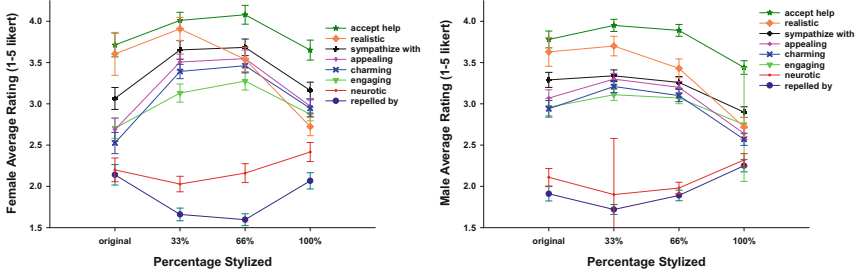 Female Average Rating (1-5 likert)
4.0
3.5
3.0
2.5
2.0
1.5
original
33%
66%
100%
Percentage Stylized
accept help
realistic
sympathize with
appealing
charming
engaging
neurotic
repelled by
Male Average Rating (1-5 likert)
4.0
3.5
3.0
2.5
2.0
1.5
original
33%
66%
100%
Percentage Stylized
accept help
realistic
sympathize with
appealing
charming
engaging
neurotic
repelled by